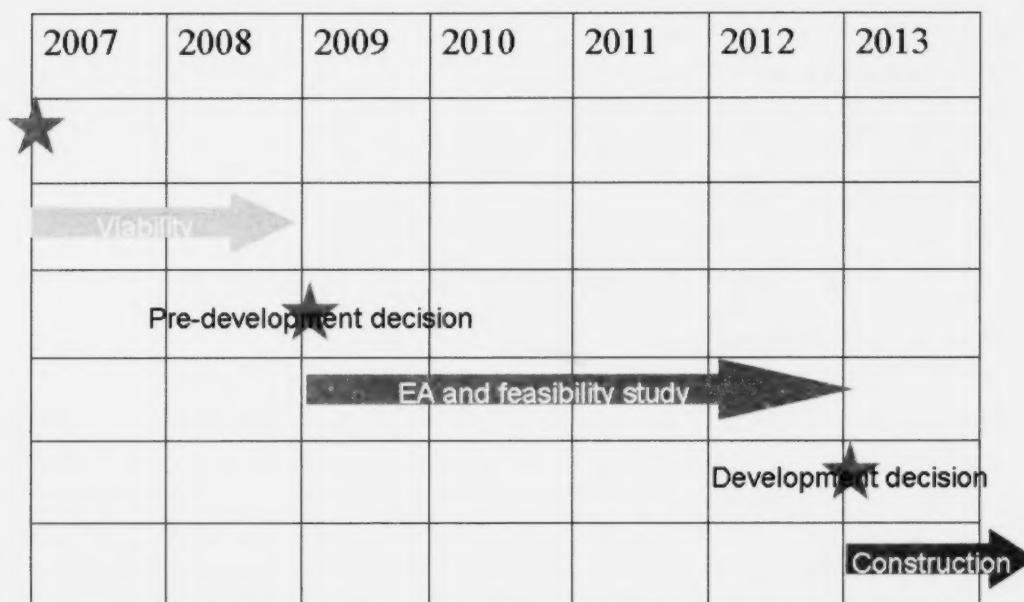 2007 2008 2009 2010 2011 2012 2013
Viability
Pre-development decision
EA and feasibility study
Development decision
Construction